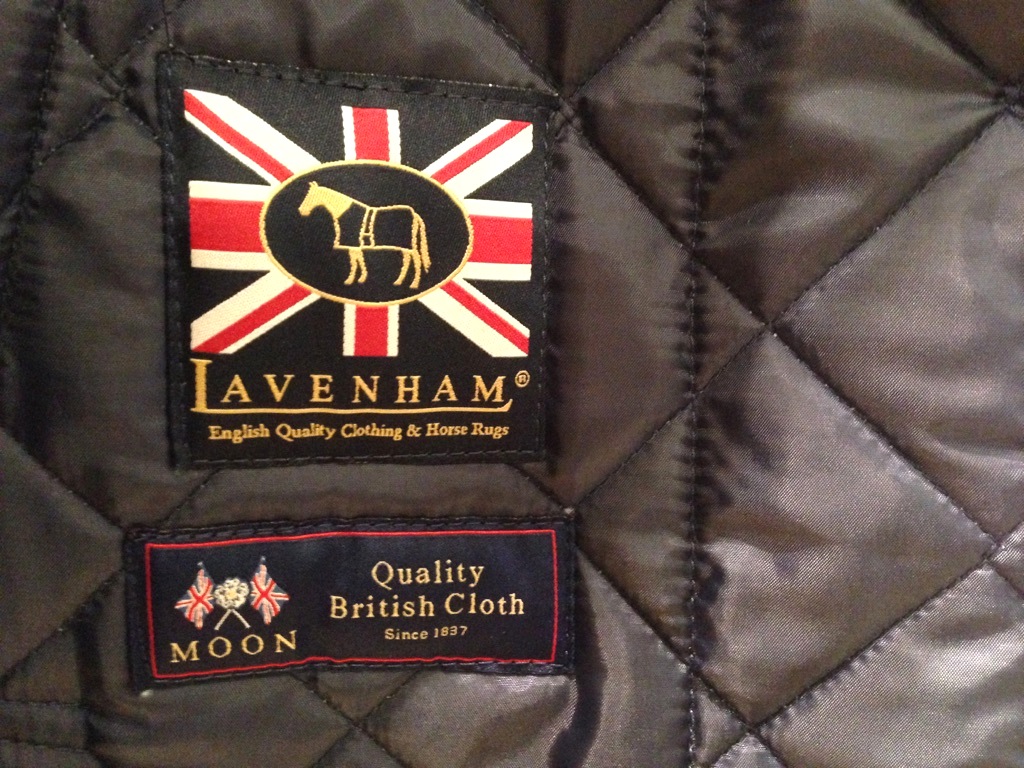 LAVENHAM®
English Quality Clothing & Horse Rugs
MOON
Quality
British Cloth
Since 1837